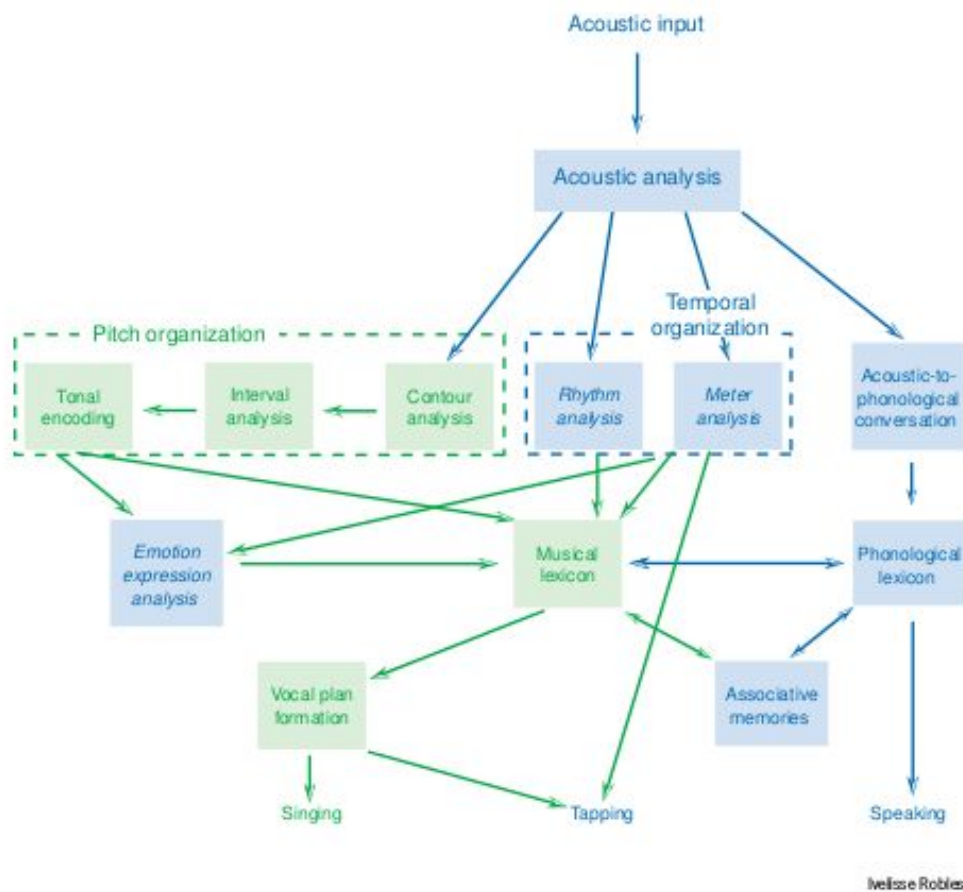 Acoustic input
Acoustic analysis
Temporal
organization
Pitch organization
Tonal
encoding
Interval
analysis
Contour
analysis
Rhythm
analysis
Meter
analysis
Acoustic-to-
phonological
conversation
Emotion
expression
analysis
Musical
lexicon
Phonological
lexicon
Vocal plan
formation
Associative
memories
Singing
Tapping
Speaking
Ivelisse Robles